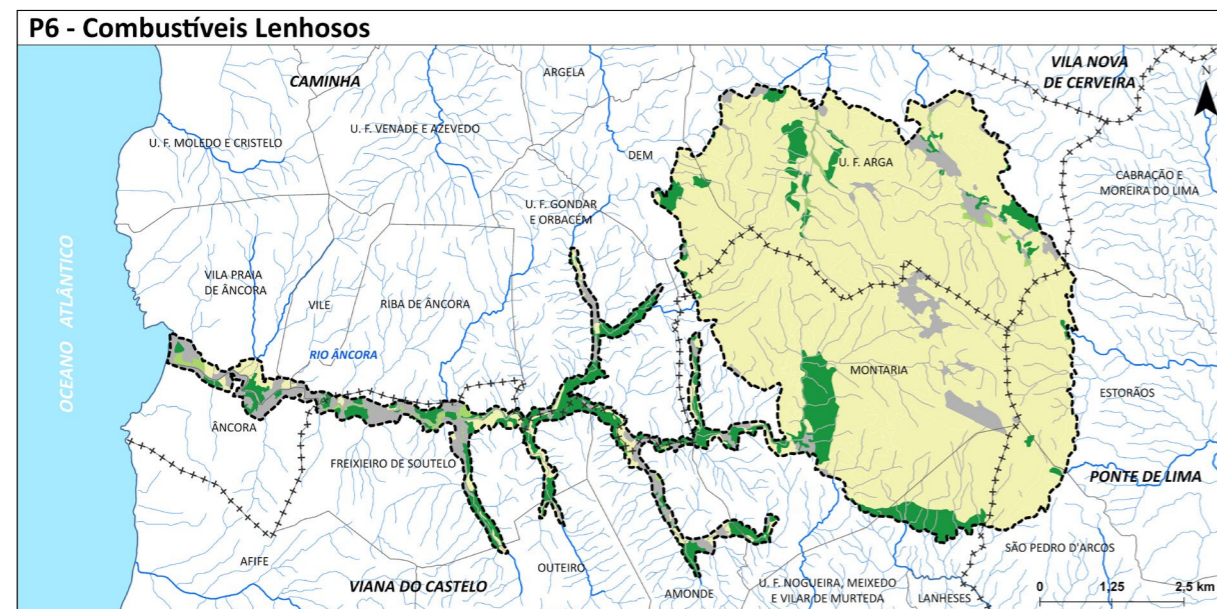 P6 - Combustíveis Lenhosos
CAMINHA
ARGELA
VILA NOVA
DE CERVEIRA
N
U. F. MOLEDO E CRISTELO
U. F. VENADE E AZEVEDO
DEM
U. F. ARGA
CABRAÇÃO E
MOREIRA DO LIMA
U. F. GONDAR
E ORBACÉM
OCEANO ATLÂNTICO
VILA PRAIA
DE ÂNCORA
VILE
RIBA DE ÂNCORA
RIO ÂNCORA
MONTARIA
ESTORÃOS
ÂNCORA
FREIXIEIRO DE SOUTELO
PONTE DE LIMA
AFIFE
OUTEIRO
SÃO PEDRO D'ARCOS
VIANA DO CASTELO
AMONDE
U. F. NOGUEIRA, MEIXEDO
E VILAR DE MURTEDA
LANHESES
0 1,25 2,5 km